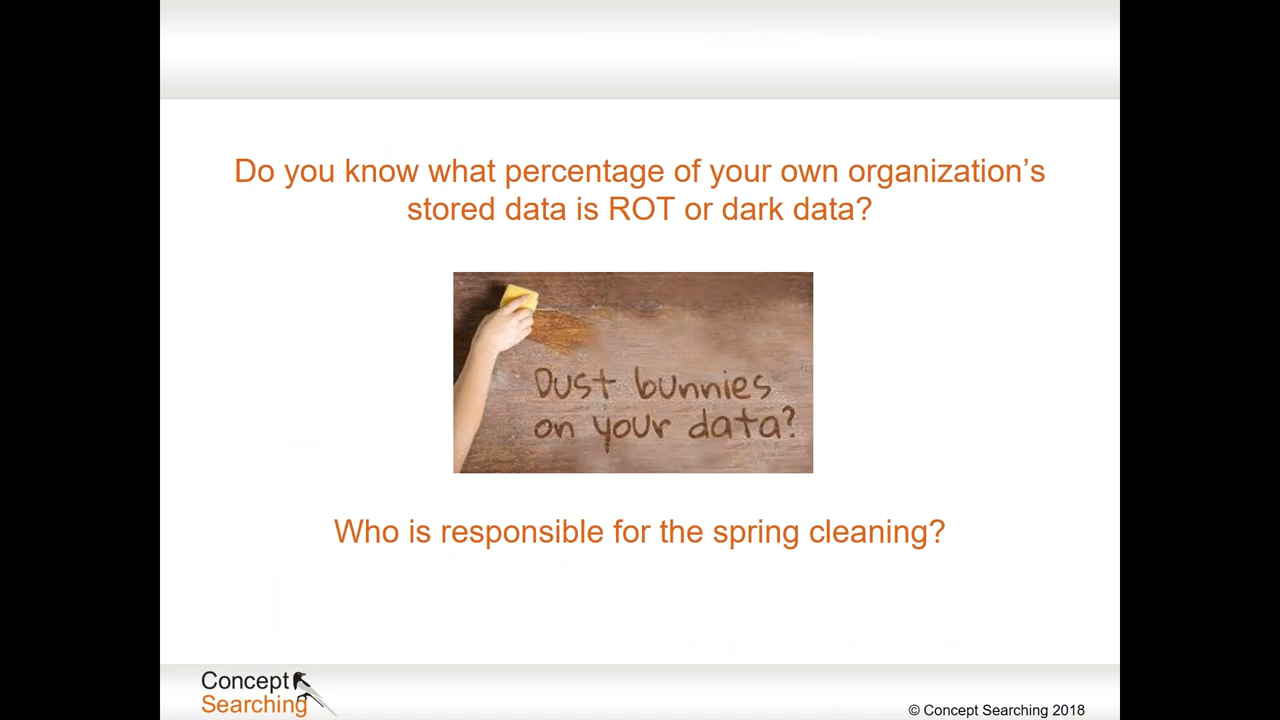 Do you know what percentage of your own organization’s
stored data is ROT or dark data?
Dust bunnies
on your data?
Who is responsible for the spring cleaning?
Concept
Searching
© Concept Searching 2018